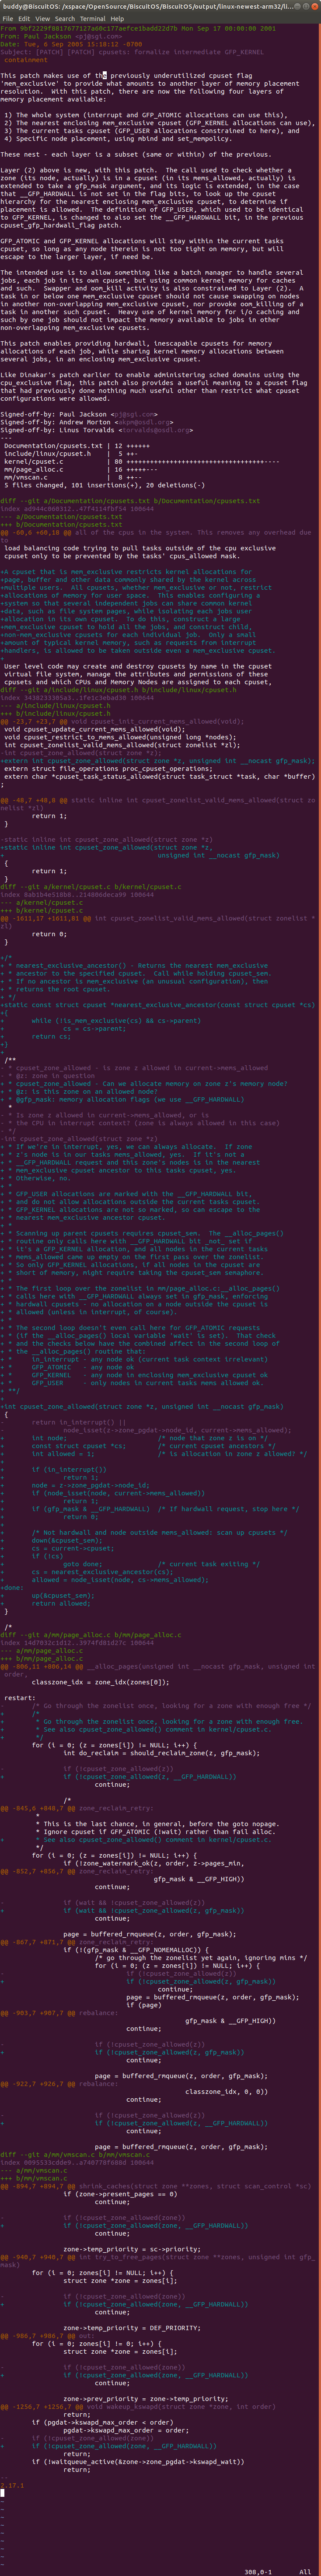 buddy@BiscuitOS: /xspace/OpenSource/BiscuitOS/BiscuitOS/output/linux-newest-arm32/li...
File Edit View Search Terminal Help
From: Paul Jackson <pj@sgi.com>
Date: Tue, 6 Sep 2005 15:18:12 -0700
Subject: [PATCH] [PATCH] cpusets: formalize intermediate GFP_KERNEL
 containment

This patch makes use of the previously underutilized cpuset flag
'mem_exclusive' to provide what amounts to another layer of memory placement
resolution.  With this patch, there are now the following four layers of
memory placement available:

 1) The whole system (interrupt and GFP_ATOMIC allocations can use this),
 2) The nearest enclosing mem_exclusive cpuset (GFP_KERNEL allocations can use),
 3) The current tasks cpuset (GFP_USER allocations constrained to here), and
 4) Specific node placement, using mbind and set_mempolicy.

These nest - each layer is a subset (same or within) of the previous.

Layer (2) above is new, with this patch.  The call used to check whether a
zone (its node, actually) is in a cpuset (in its mems_allowed, actually) is
extended to take a gfp_mask argument, and its logic is extended, in the case
that __GFP_HARDWALL is not set in the flag bits, to look up the cpuset
hierarchy for the nearest enclosing mem_exclusive cpuset, to determine if
placement is allowed.  The definition of GFP_USER, which used to be identical
to GFP_KERNEL, is changed to also set the __GFP_HARDWALL bit, in the previous
cpuset_gfp_hardwall_flag patch.

GFP_ATOMIC and GFP_KERNEL allocations will stay within the current tasks
cpuset, so long as any node therein is not too tight on memory, but will
escape to the larger layer, if need be.

The intended use is to allow something like a batch manager to handle several
jobs, each job in its own cpuset, but using common kernel memory for caches
and such.  Swapper and oom_kill activity is also constrained to Layer (2).  A
task in or below one mem_exclusive cpuset should not cause swapping on nodes
in another non-overlapping mem_exclusive cpuset, nor provoke oom_killing of a
task in another such cpuset.  Heavy use of kernel memory for i/o caching and
such by one job should not impact the memory available to jobs in other
non-overlapping mem_exclusive cpusets.

This patch enables providing hardwall, inescapable cpusets for memory
allocations of each job, while sharing kernel memory allocations between
several jobs, in an enclosing mem_exclusive cpuset.

Like Dinakar's patch earlier to enable administering sched domains using the
cpu_exclusive flag, this patch also provides a useful meaning to a cpuset flag
that had previously done nothing much useful other than restrict what cpuset
configurations were allowed.

Signed-off-by: Paul Jackson <pj@sgi.com>
Signed-off-by: Andrew Morton <akpm@osdl.org>
Signed-off-by: Linus Torvalds <torvalds@osdl.org>
---
 Documentation/cpusets.txt | 12 ++++++
 include/linux/cpuset.h    |  5 ++-
 kernel/cpuset.c           | 80 +++++++++++++++++++++++++++++++++++----
 mm/page_alloc.c           | 16 +++++---
 mm/vmscan.c               |  8 ++--
 5 files changed, 101 insertions(+), 20 deletions(-)

diff --git a/Documentation/cpusets.txt b/Documentation/cpusets.txt
--- a/Documentation/cpusets.txt
+++ b/Documentation/cpusets.txt
@@ -60,6 +60,18 @@ all of the cpus in the system. This removes any overhead due
to
 load balancing code trying to pull tasks outside of the cpu exclusive
 cpuset only to be prevented by the tasks' cpus_allowed mask.

+A cpuset that is mem_exclusive restricts kernel allocations for
+page, buffer and other data commonly shared by the kernel across
+multiple users.  All cpusets, whether mem_exclusive or not, restrict
+allocations of memory for user space.  This enables configuring a
+system so that several independent jobs can share common kernel
+data, such as file system pages, while isolating each jobs user
+allocation in its own cpuset.  To do this, construct a large
+mem_exclusive cpuset to hold all the jobs, and construct child,
+non-mem_exclusive cpusets for each individual job.  Only a small
+amount of typical kernel memory, such as requests from interrupt
+handlers, is allowed to be taken outside even a mem_exclusive cpuset.
+
 User level code may create and destroy cpusets by name in the cpuset
 virtual file system, manage the attributes and permissions of these
 cpusets and which CPUs and Memory Nodes are assigned to each cpuset,
diff --git a/include/linux/cpuset.h b/include/linux/cpuset.h
--- a/include/linux/cpuset.h
+++ b/include/linux/cpuset.h
@@ -23,7 +23,7 @@ void cpuset_init_current_mems_allowed(void);
 void cpuset_update_current_mems_allowed(void);
 void cpuset_restrict_to_mems_allowed(unsigned long *nodes);
 int cpuset_zonelist_valid_mems_allowed(struct zonelist *zl);
-int cpuset_zone_allowed(struct zone *z);
+extern int cpuset_zone_allowed(struct zone *z, unsigned int __nocast gfp_mask);
 extern struct file_operations proc_cpuset_operations;
 extern char *cpuset_task_status_allowed(struct task_struct *task, char *buffer)
;

@@ -48,7 +48,8 @@ static inline int cpuset_zonelist_valid_mems_allowed(struct zo
nelist *zl)
        return 1;
 }

-static inline int cpuset_zone_allowed(struct zone *z)
+static inline int cpuset_zone_allowed(struct zone *z,
+                                       unsigned int __nocast gfp_mask)
 {
        return 1;
 }
diff --git a/kernel/cpuset.c b/kernel/cpuset.c
--- a/kernel/cpuset.c
+++ b/kernel/cpuset.c
@@ -1611,17 +1611,81 @@ int cpuset_zonelist_valid_mems_allowed(struct zonelist *
zl)
        return 0;
 }

+/*
+ * nearest_exclusive_ancestor() - Returns the nearest mem_exclusive
+ * ancestor to the specified cpuset.  Call while holding cpuset_sem.
+ * If no ancestor is mem_exclusive (an unusual configuration), then
+ * returns the root cpuset.
+ */
+static const struct cpuset *nearest_exclusive_ancestor(const struct cpuset *cs)
+{
+       while (!is_mem_exclusive(cs) && cs->parent)
+               cs = cs->parent;
+       return cs;
+}
+
 /**
- * cpuset_zone_allowed - is zone z allowed in current->mems_allowed
- * @z: zone in question
+ * cpuset_zone_allowed - Can we allocate memory on zone z's memory node?
+ * @z: is this zone on an allowed node?
+ * @gfp_mask: memory allocation flags (we use __GFP_HARDWALL)
  *
- * Is zone z allowed in current->mems_allowed, or is
- * the CPU in interrupt context? (zone is always allowed in this case)
- */
-int cpuset_zone_allowed(struct zone *z)
+ * If we're in interrupt, yes, we can always allocate.  If zone
+ * z's node is in our tasks mems_allowed, yes.  If it's not a
+ * __GFP_HARDWALL request and this zone's nodes is in the nearest
+ * mem_exclusive cpuset ancestor to this tasks cpuset, yes.
+ * Otherwise, no.
+ *
+ * GFP_USER allocations are marked with the __GFP_HARDWALL bit,
+ * and do not allow allocations outside the current tasks cpuset.
+ * GFP_KERNEL allocations are not so marked, so can escape to the
+ * nearest mem_exclusive ancestor cpuset.
+ *
+ * Scanning up parent cpusets requires cpuset_sem.  The __alloc_pages()
+ * routine only calls here with __GFP_HARDWALL bit _not_ set if
+ * it's a GFP_KERNEL allocation, and all nodes in the current tasks
+ * mems_allowed came up empty on the first pass over the zonelist.
+ * So only GFP_KERNEL allocations, if all nodes in the cpuset are
+ * short of memory, might require taking the cpuset_sem semaphore.
+ *
+ * The first loop over the zonelist in mm/page_alloc.c:__alloc_pages()
+ * calls here with __GFP_HARDWALL always set in gfp_mask, enforcing
+ * hardwall cpusets - no allocation on a node outside the cpuset is
+ * allowed (unless in interrupt, of course).
+ *
+ * The second loop doesn't even call here for GFP_ATOMIC requests
+ * (if the __alloc_pages() local variable 'wait' is set).  That check
+ * and the checks below have the combined affect in the second loop of
+ * the __alloc_pages() routine that:
+ *     in_interrupt - any node ok (current task context irrelevant)
+ *     GFP_ATOMIC   - any node ok
+ *     GFP_KERNEL   - any node in enclosing mem_exclusive cpuset ok
+ *     GFP_USER     - only nodes in current tasks mems allowed ok.
+ **/
+
+int cpuset_zone_allowed(struct zone *z, unsigned int __nocast gfp_mask)
 {
-       return in_interrupt() ||
-               node_isset(z->zone_pgdat->node_id, current->mems_allowed);
+       int node;                       /* node that zone z is on */
+       const struct cpuset *cs;        /* current cpuset ancestors */
+       int allowed = 1;                /* is allocation in zone z allowed? */
+
+       if (in_interrupt())
+               return 1;
+       node = z->zone_pgdat->node_id;
+       if (node_isset(node, current->mems_allowed))
+               return 1;
+       if (gfp_mask & __GFP_HARDWALL)  /* If hardwall request, stop here */
+               return 0;
+
+       /* Not hardwall and node outside mems_allowed: scan up cpusets */
+       down(&cpuset_sem);
+       cs = current->cpuset;
+       if (!cs)
+               goto done;              /* current task exiting */
+       cs = nearest_exclusive_ancestor(cs);
+       allowed = node_isset(node, cs->mems_allowed);
+done:
+       up(&cpuset_sem);
+       return allowed;
 }

 /*
diff --git a/mm/page_alloc.c b/mm/page_alloc.c
--- a/mm/page_alloc.c
+++ b/mm/page_alloc.c
@@ -806,11 +806,14 @@ __alloc_pages(unsigned int __nocast gfp_mask, unsigned int
 order,
        classzone_idx = zone_idx(zones[0]);

 restart:
-       /* Go through the zonelist once, looking for a zone with enough free */
+       /*
+        * Go through the zonelist once, looking for a zone with enough free.
+        * See also cpuset_zone_allowed() comment in kernel/cpuset.c.
+        */
        for (i = 0; (z = zones[i]) != NULL; i++) {
                int do_reclaim = should_reclaim_zone(z, gfp_mask);

-               if (!cpuset_zone_allowed(z))
+               if (!cpuset_zone_allowed(z, __GFP_HARDWALL))
                        continue;

                /*
@@ -845,6 +848,7 @@ zone_reclaim_retry:
         *
         * This is the last chance, in general, before the goto nopage.
         * Ignore cpuset if GFP_ATOMIC (!wait) rather than fail alloc.
+        * See also cpuset_zone_allowed() comment in kernel/cpuset.c.
         */
        for (i = 0; (z = zones[i]) != NULL; i++) {
                if (!zone_watermark_ok(z, order, z->pages_min,
@@ -852,7 +856,7 @@ zone_reclaim_retry:
                                       gfp_mask & __GFP_HIGH))
                        continue;

-               if (wait && !cpuset_zone_allowed(z))
+               if (wait && !cpuset_zone_allowed(z, gfp_mask))
                        continue;

                page = buffered_rmqueue(z, order, gfp_mask);
@@ -867,7 +871,7 @@ zone_reclaim_retry:
                if (!(gfp_mask & __GFP_NOMEMALLOC)) {
                        /* go through the zonelist yet again, ignoring mins */
                        for (i = 0; (z = zones[i]) != NULL; i++) {
-                               if (!cpuset_zone_allowed(z))
+                               if (!cpuset_zone_allowed(z, gfp_mask))
                                        continue;
                                page = buffered_rmqueue(z, order, gfp_mask);
                                if (page)
@@ -903,7 +907,7 @@ rebalance:
                                               gfp_mask & __GFP_HIGH))
                                continue;

-                       if (!cpuset_zone_allowed(z))
+                       if (!cpuset_zone_allowed(z, gfp_mask))
                                continue;

                        page = buffered_rmqueue(z, order, gfp_mask);
@@ -922,7 +926,7 @@ rebalance:
                                               classzone_idx, 0, 0))
                                continue;

-                       if (!cpuset_zone_allowed(z))
+                       if (!cpuset_zone_allowed(z, __GFP_HARDWALL))
                                continue;

                        page = buffered_rmqueue(z, order, gfp_mask);
diff --git a/mm/vmscan.c b/mm/vmscan.c
--- a/mm/vmscan.c
+++ b/mm/vmscan.c
@@ -894,7 +894,7 @@ shrink_caches(struct zone **zones, struct scan_control *sc)
                if (zone->present_pages == 0)
                        continue;

-               if (!cpuset_zone_allowed(zone))
+               if (!cpuset_zone_allowed(zone, __GFP_HARDWALL))
                        continue;

                zone->temp_priority = sc->priority;
@@ -940,7 +940,7 @@ int try_to_free_pages(struct zone **zones, unsigned int gfp_
mask)
        for (i = 0; zones[i] != NULL; i++) {
                struct zone *zone = zones[i];

-               if (!cpuset_zone_allowed(zone))
+               if (!cpuset_zone_allowed(zone, __GFP_HARDWALL))
                        continue;

                zone->temp_priority = DEF_PRIORITY;
@@ -986,7 +986,7 @@ out:
        for (i = 0; zones[i] != 0; i++) {
                struct zone *zone = zones[i];

-               if (!cpuset_zone_allowed(zone))
+               if (!cpuset_zone_allowed(zone, __GFP_HARDWALL))
                        continue;

                zone->prev_priority = zone->temp_priority;
@@ -1256,7 +1256,7 @@ void wakeup_kswapd(struct zone *zone, int order)
                return;
        if (pgdat->kswapd_max_order < order)
                pgdat->kswapd_max_order = order;
-       if (!cpuset_zone_allowed(zone))
+       if (!cpuset_zone_allowed(zone, __GFP_HARDWALL))
                return;
        if (!waitqueue_active(&zone->zone_pgdat->kswapd_wait))
                return;
--
2.17.1

~
~
~
~
~
~
~
~
308,0-1       All